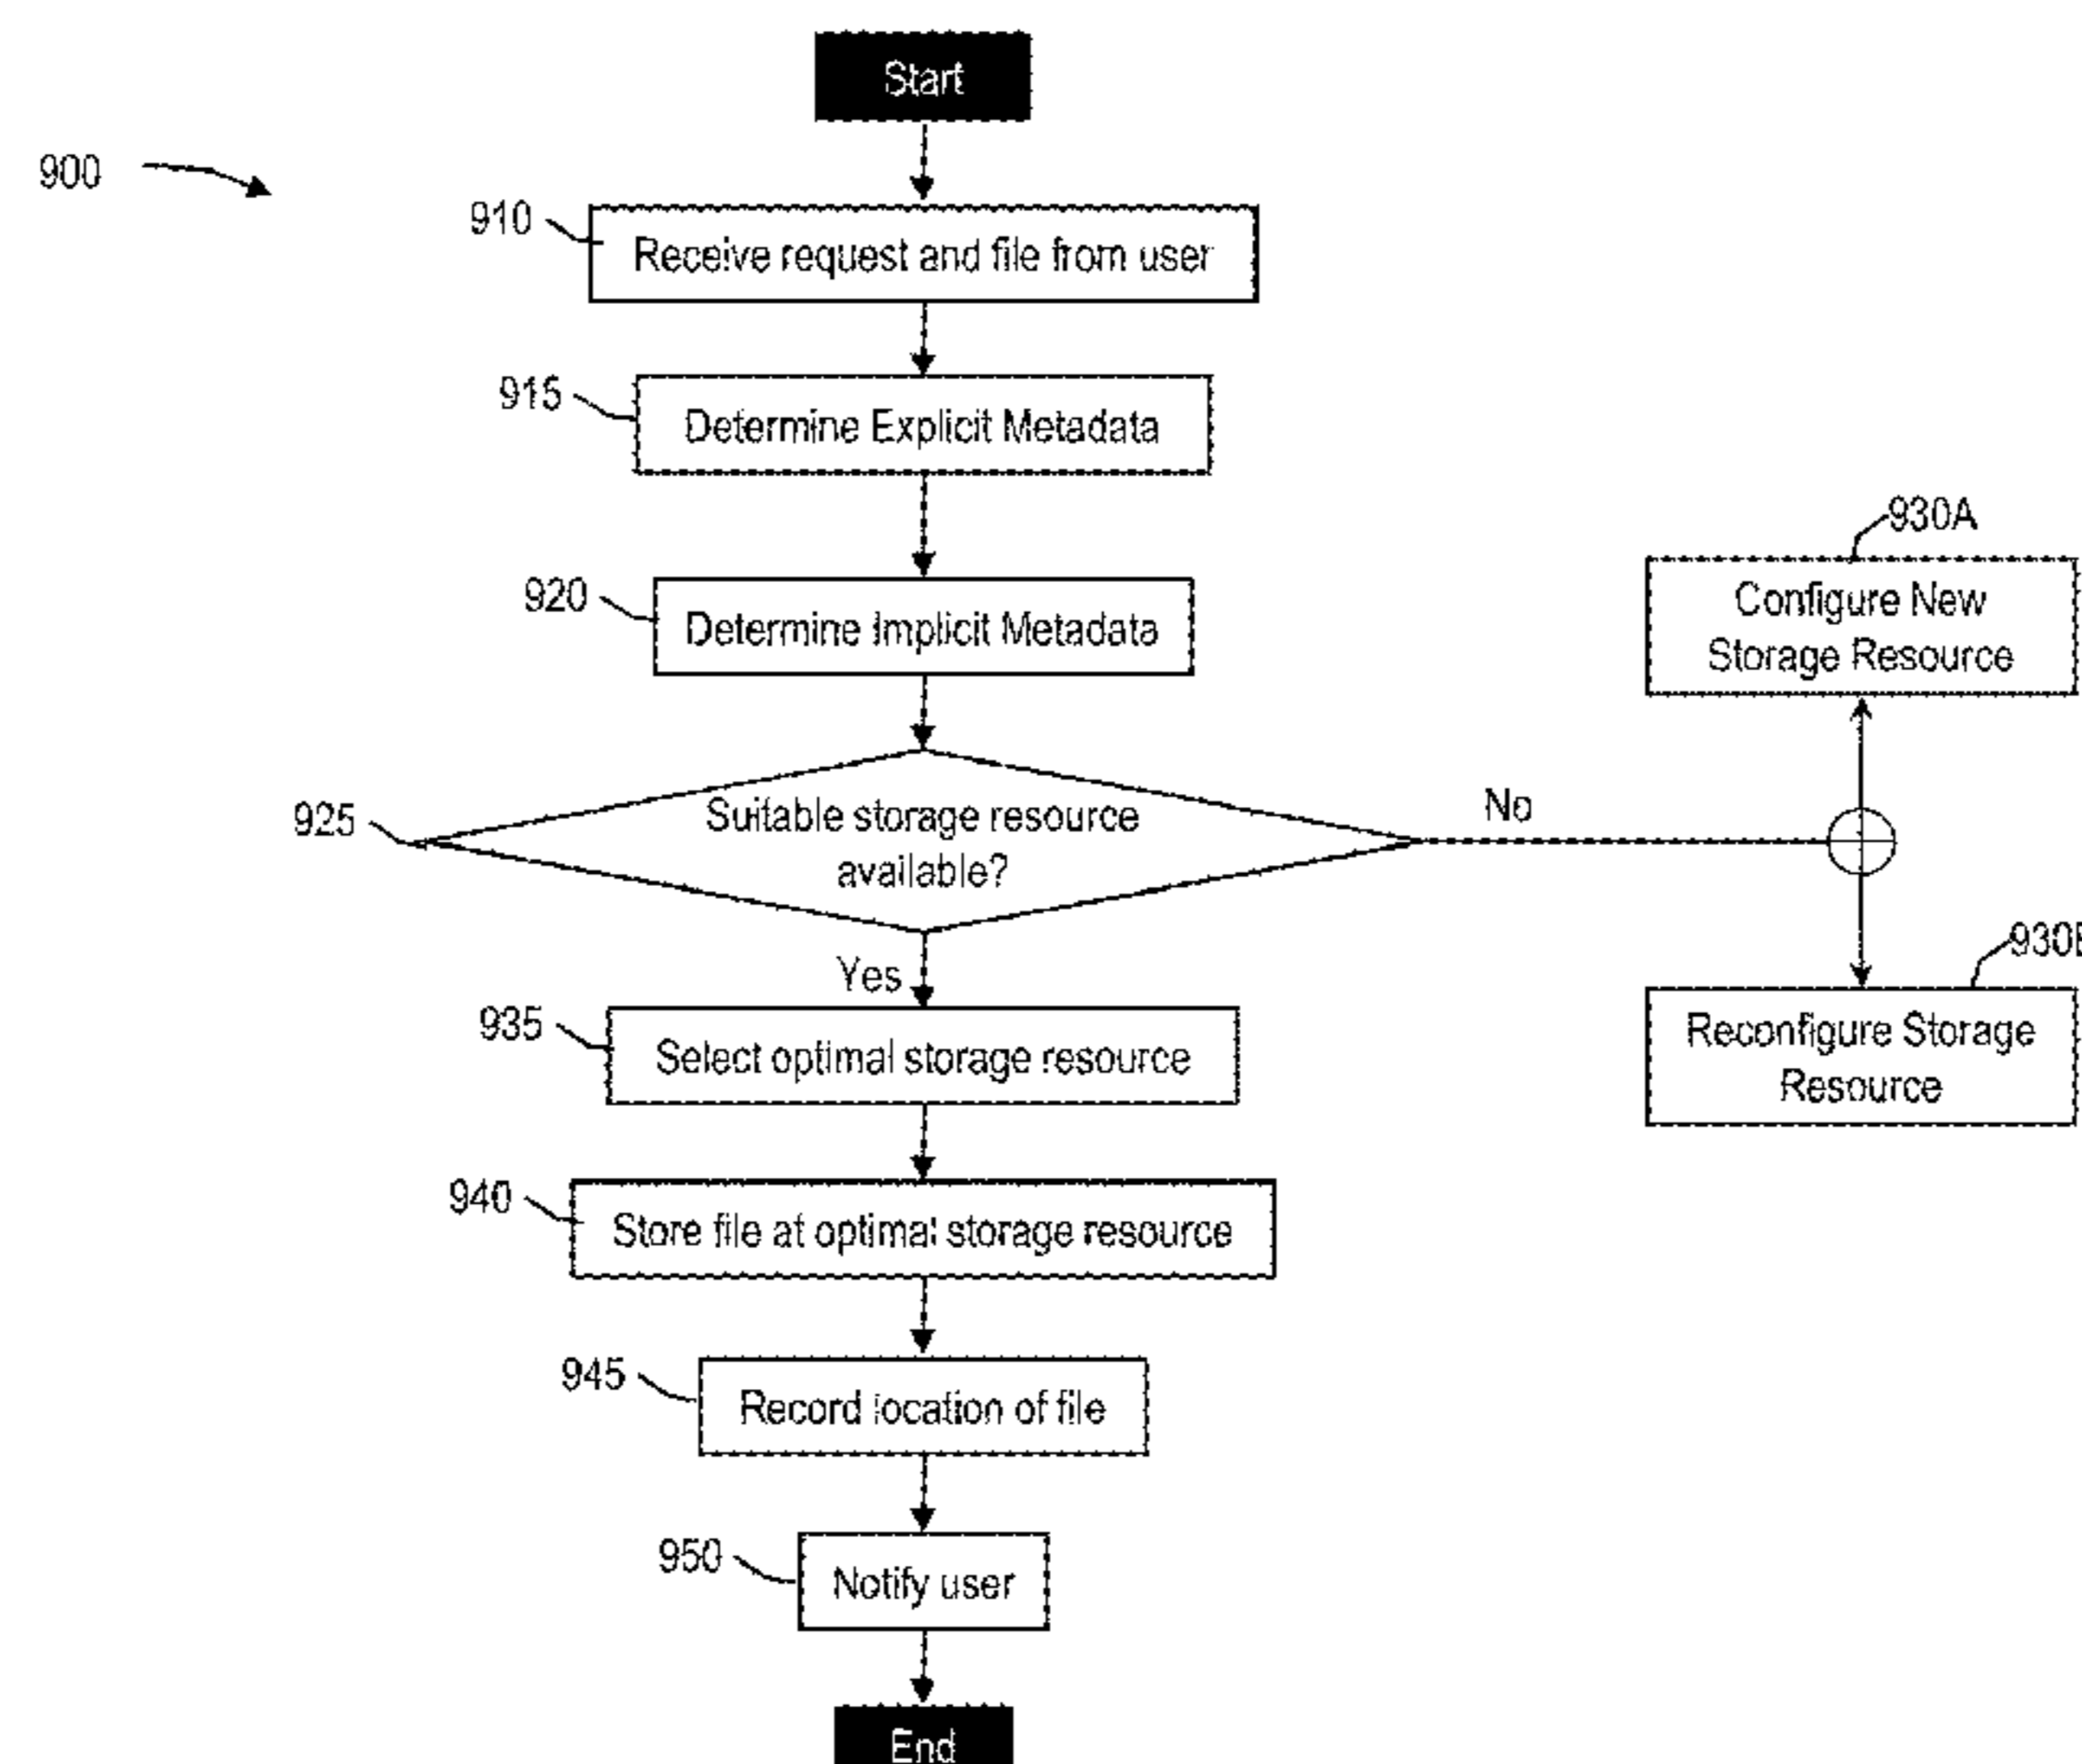 Start
900
910
Receive request and file from user
915
Determine Explicit Metadata
930A
920
Determine Implicit Metadata
Configure New
Storage Resource
925
Suitable storage resource
available?
No
Yes
930B
935
Select optimal storage resource
Reconfigure Storage
Resource
940
Store file at optimal storage resource
945
Record location of file
950
Notify user
End